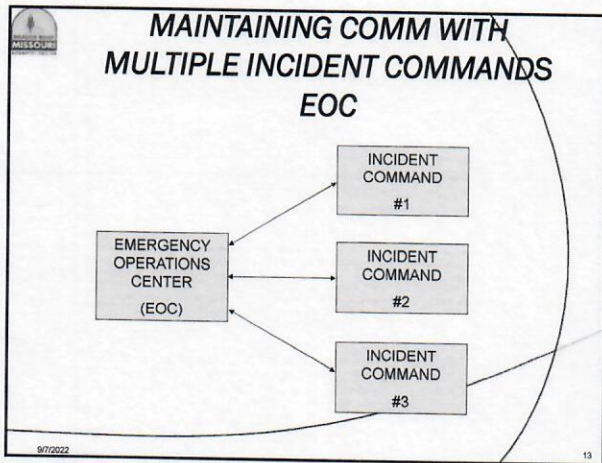 MISSOURI
MAINTAINING COMM WITH
MULTIPLE INCIDENT COMMANDS
EOC
INCIDENT
COMMAND
#1
EMERGENCY
OPERATIONS
CENTER
(EOC)
INCIDENT
COMMAND
#2
INCIDENT
COMMAND
#3
9/7/2022
13